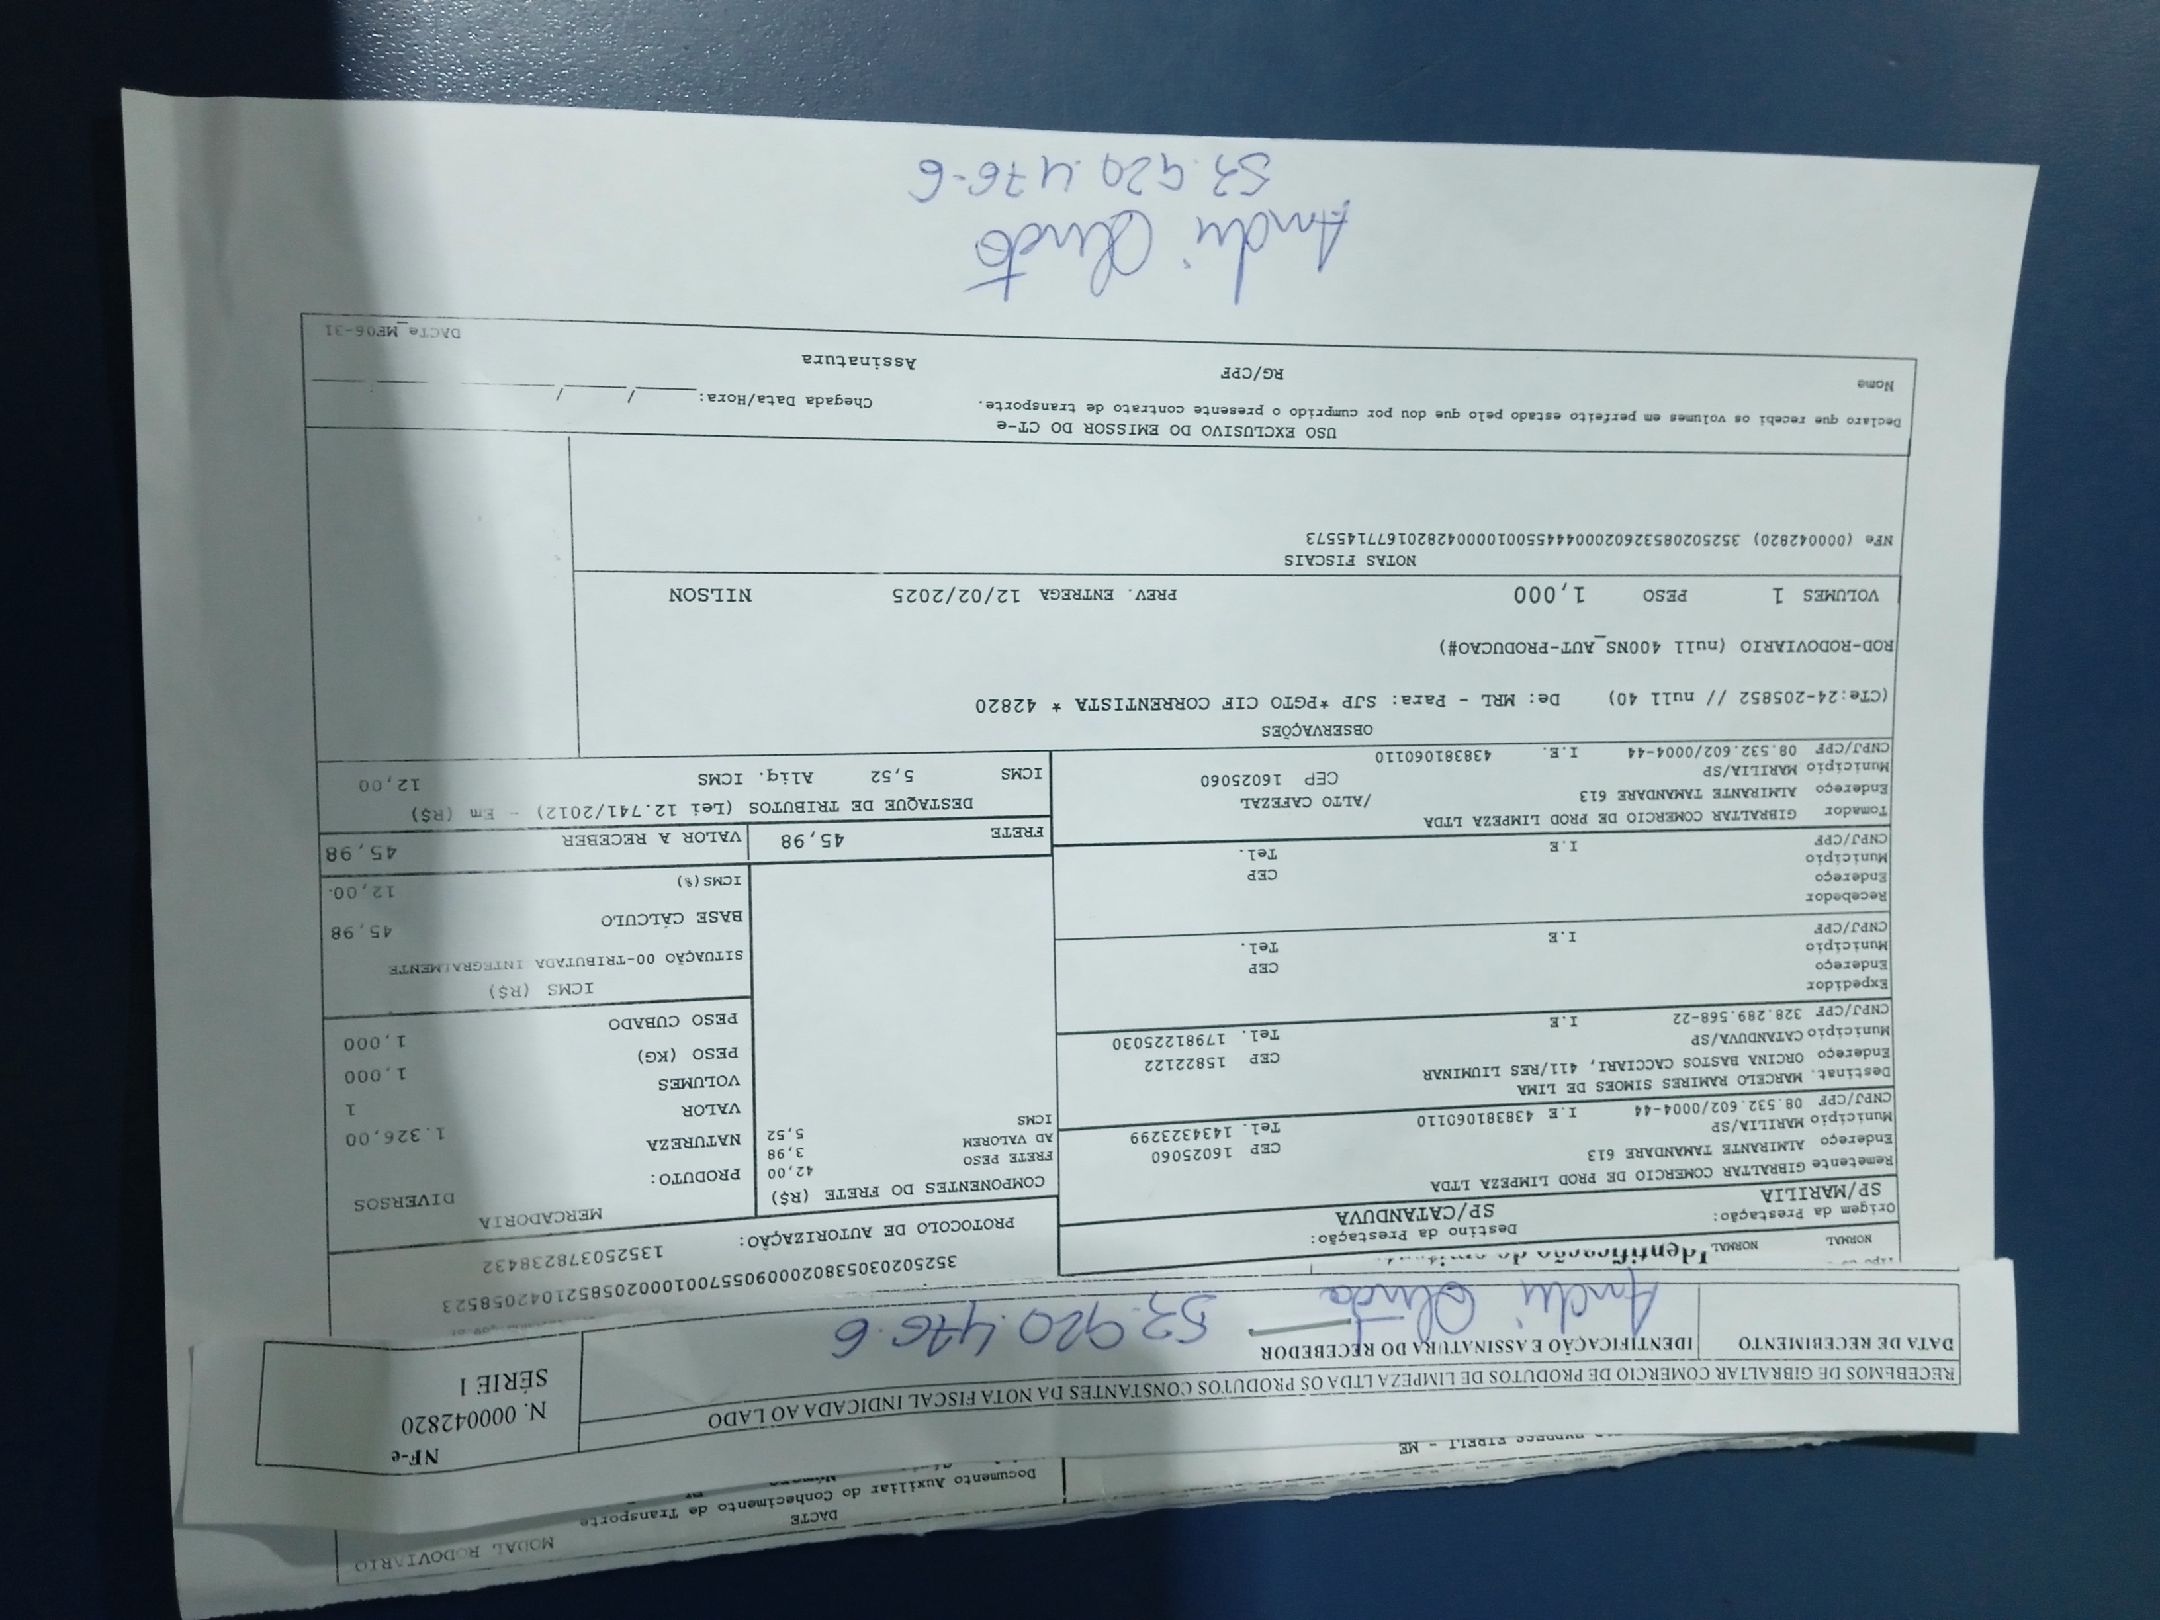 MODAL RODOVIARIO
DACTE
Documento Auxiliar do Conhecimento de Transporte
EIRELI - ME
NF-e
N. 000042820
SÉRIE 1
RECEBEMOS DE GIBRALTAR COMERCIO DE PRODUTOS DE LIMPEZA LTDA OS PRODUTOS CONSTANTES DA NOTA FISCAL INDICADA AO LADO
DATA DE RECEBIMENTO
IDENTIFICAÇÃO E ASSINATURA DO RECEBEDOR
53.920.476-6
35250203053802000905570010002058521042058523
PROTOCOLO DE AUTORIZAÇÃO: 135250378238432
NORMAL NORMAL
Origem da Prestação: Destino da Prestação:
SP/MARILIA SP/CATANDUVA
Remetente GIBRALTAR COMERCIO DE PROD LIMPEZA LTDA
Endereço ALMIRANTE TAMANDARE 613 CEP 16025060
Município MARILIA/SP Tel. 1434323299
CNPJ/CPF 08.532.602/0004-44 I.E 438381060110
Destinat. MARCELO RAMIRES SIMOES DE LIMA
Endereço ORCINA BASTOS CACCIARI, 411/RES LIUMINAR CEP 15822122
Município CATANDUVA/SP Tel. 17981225030
CNPJ/CPF 328.289.568-22 I.E
Expedidor
Endereço CEP
Município Tel.
CNPJ/CPF I.E
Recebedor
Endereço CEP
Município Tel.
CNPJ/CPF I.E
Tomador GIBRALTAR COMERCIO DE PROD LIMPEZA LTDA
Endereço ALMIRANTE TAMANDARE 613 /ALTO CAFEZAL
Município MARILIA/SP CEP 16025060
CNPJ/CPF 08.532.602/0004-44 I.E. 438381060110
COMPONENTES DO FRETE (R$)
FRETE PESO 42,00
AD VALOREM 3,98
ICMS 5,52
MERCADORIA
PRODUTO: DIVERSOS
NATUREZA
VALOR 1.326,00
VOLUMES 1
PESO (KG) 1,000
PESO CUBADO 1,000
ICMS (R$)
SITUAÇÃO 00-TRIBUTADA INTEGRALMENTE
BASE CÁLCULO 45,98
ICMS(%) 12,00
FRETE 45,98 VALOR A RECEBER 45,98
DESTAQUE DE TRIBUTOS (Lei 12.741/2012) - Em (R$)
ICMS 5,52 Aliq. ICMS 12,00
OBSERVAÇÕES
(CTe:24-205852 // null 40) De: MRL - Para: SJP *PGTO CIF CORRENTISTA * 42820
ROD-RODOVIARIO (null 400NS_AUT-PRODUCAO#)
VOLUMES 1 PESO 1,000 PREV. ENTREGA 12/02/2025 NILSON
NOTAS FISCAIS
NFe (000042820) 35250208532602000444550010000428201677145573
USO EXCLUSIVO DO EMISSOR DO CT-e
Declaro que recebi os volumes em perfeito estado pelo que dou por cumprido o presente contrato de transporte. Chegada Data/Hora: / / :
Nome RG/CPF Assinatura
DACTe_MF06-31
53.920.476-6